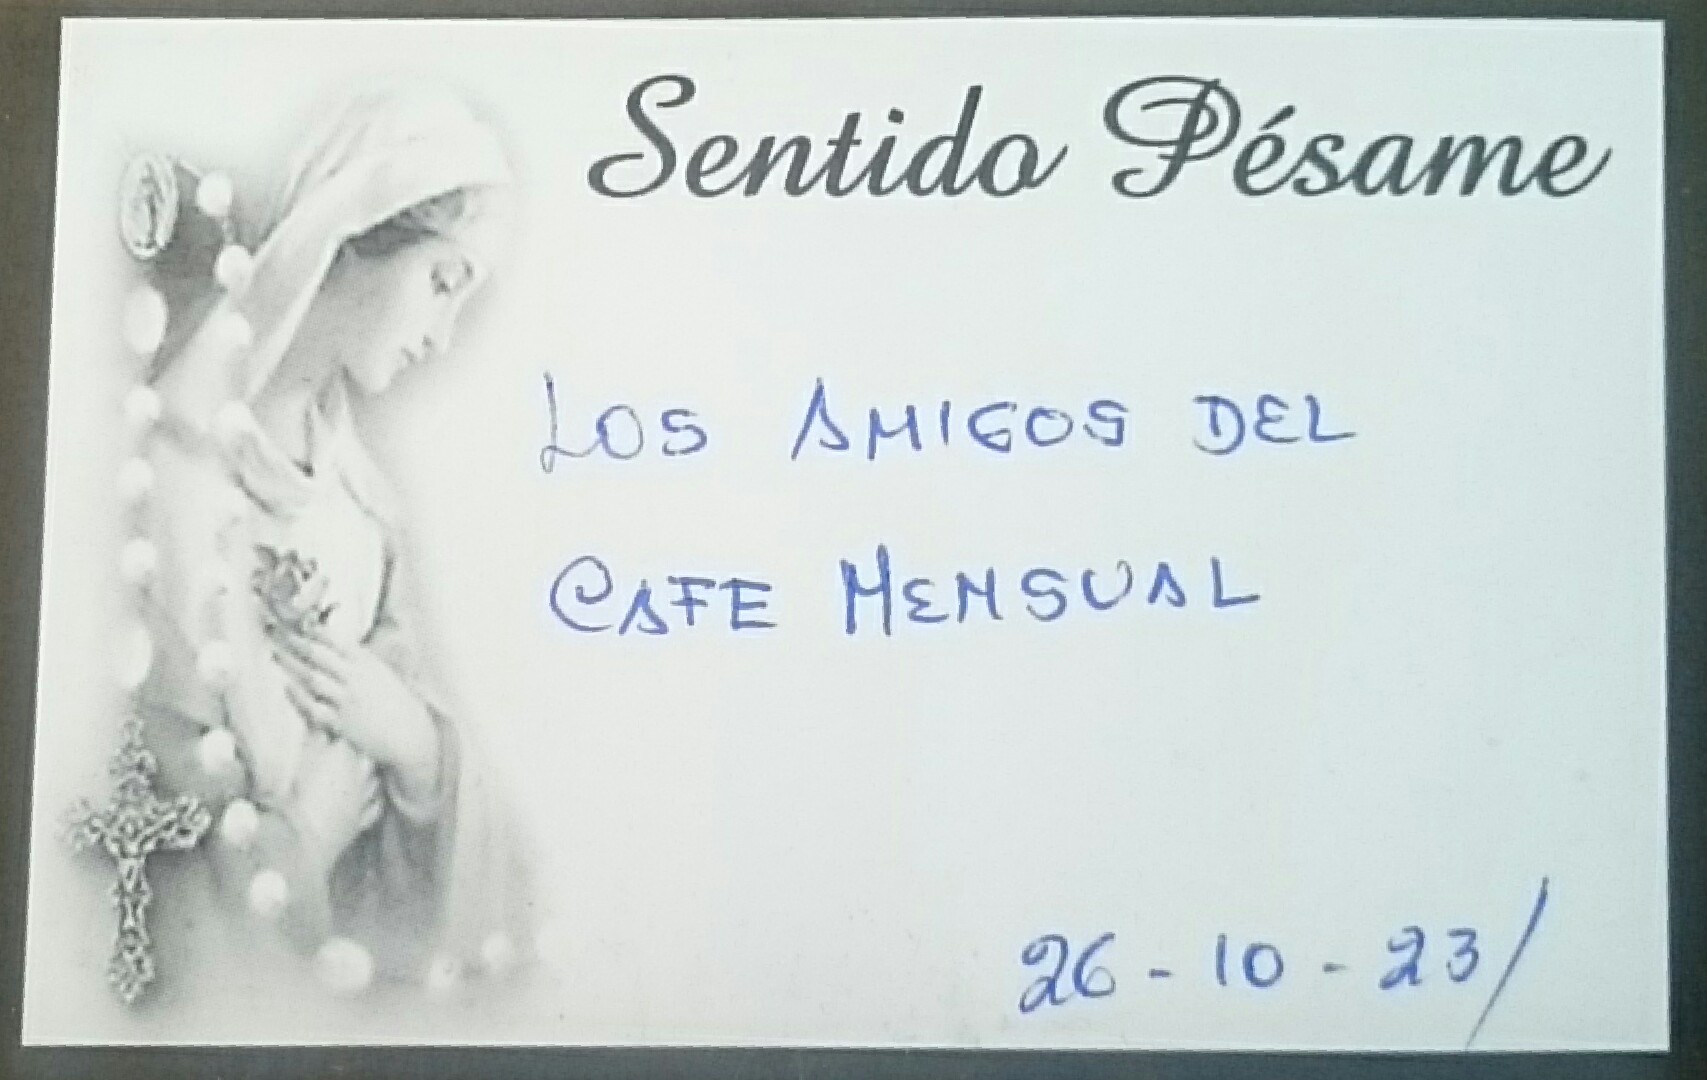 Sentido Pésame
LOS AMIGOS DEL
CAFE MENSUAL
26-10-23/